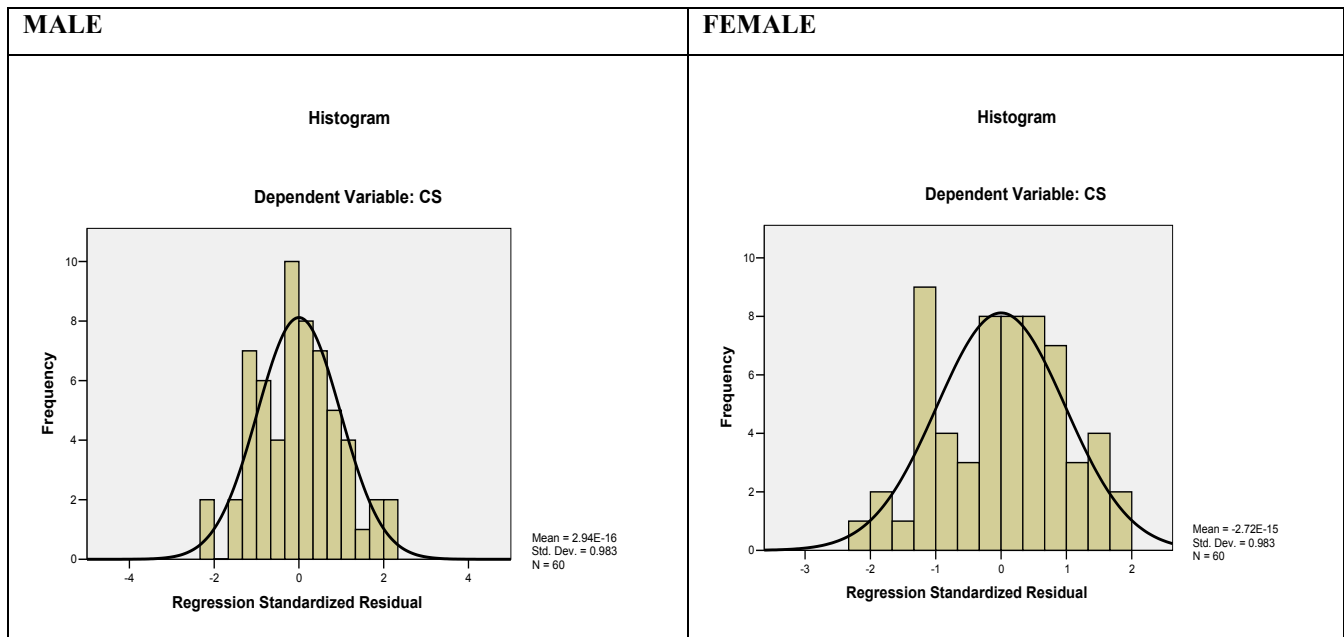 MALE
FEMALE
Histogram
Dependent Variable: CS
10
8
6
4
2
0
Frequency
-4
-2
0
2
4
Regression Standardized Residual
Mean = 2.94E-16
Std. Dev. = 0.983
N = 60
Histogram
Dependent Variable: CS
10
8
6
4
2
0
Frequency
-3
-2
-1
0
1
2
Regression Standardized Residual
Mean = -2.72E-15
Std. Dev. = 0.983
N = 60